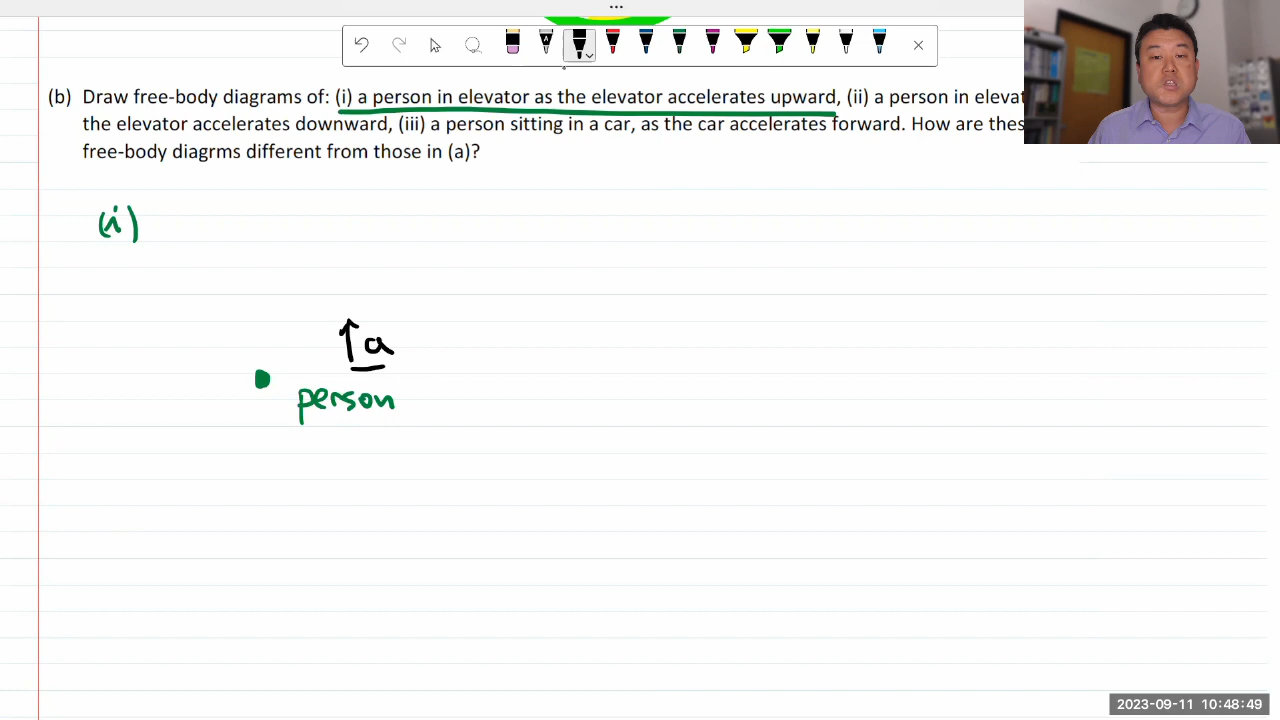 (b) Draw free-body diagrams of: (i) a person in elevator as the elevator accelerates upward, (ii) a person in
the elevator accelerates downward, (iii) a person sitting in a car, as the car accelerates forward. How are
free-body diagrms different from those in (a)?
(i)
a
person
2023-09-11 10:48:49